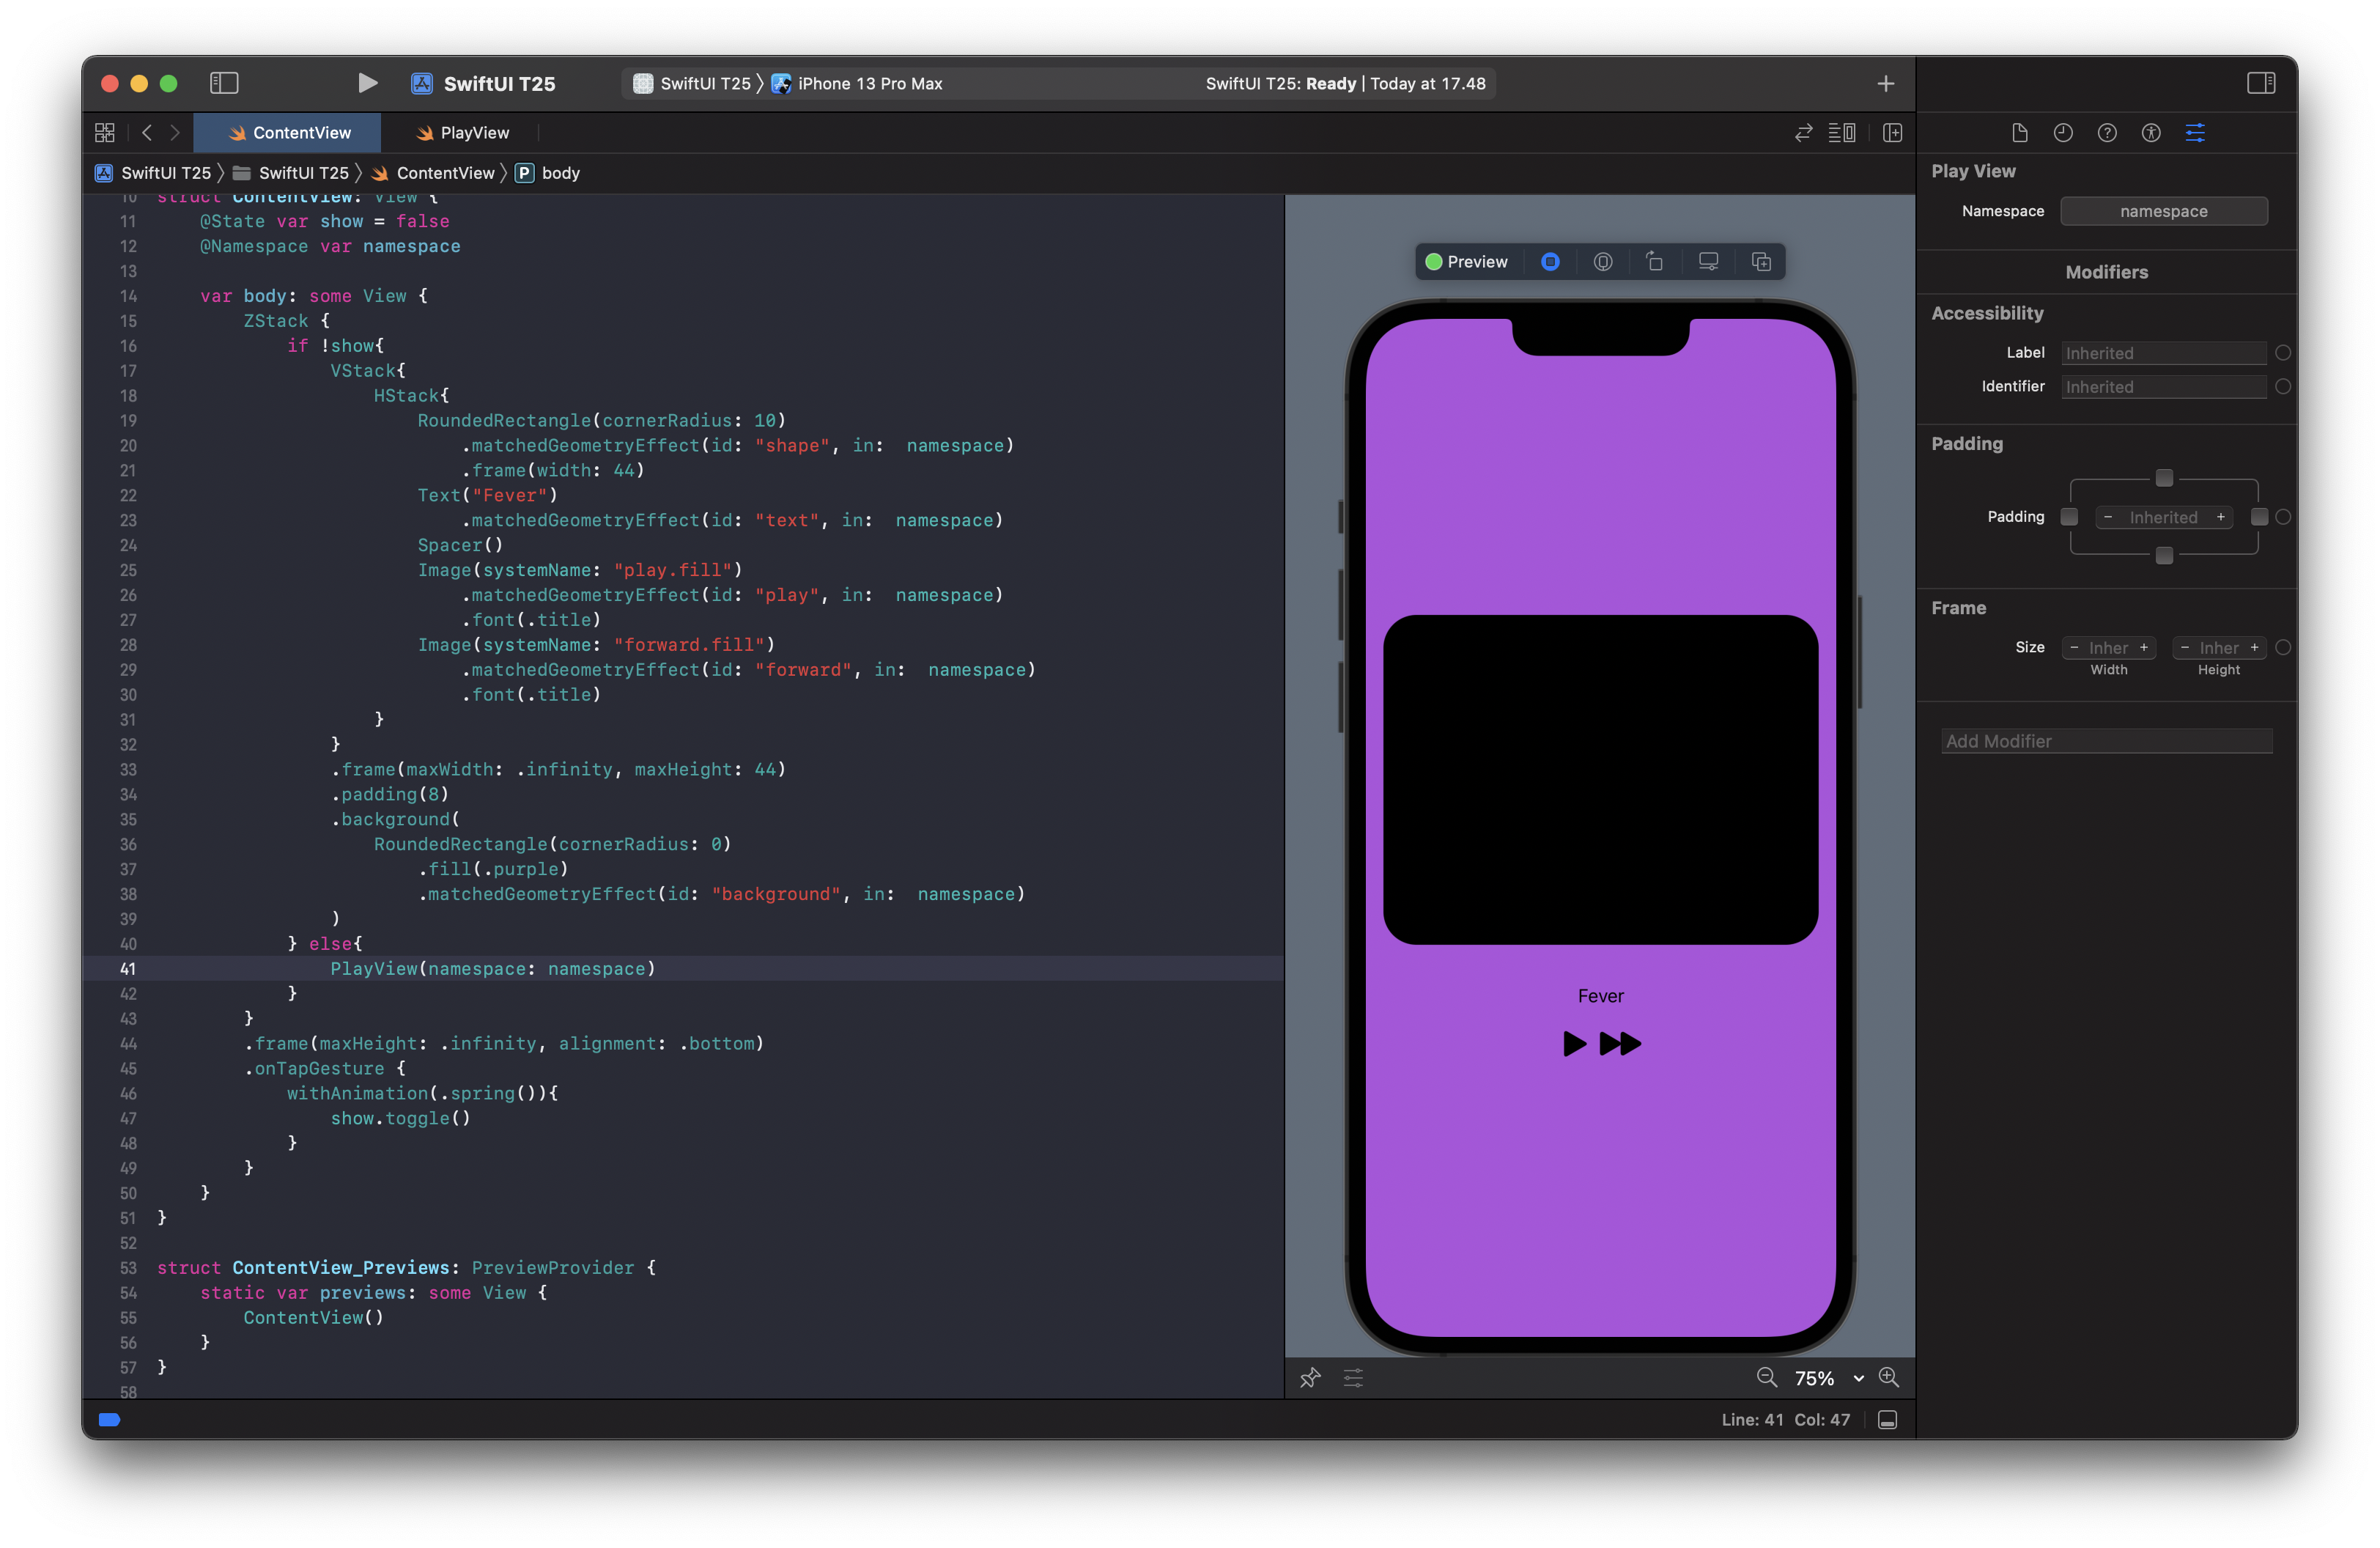 SwiftUI T25
SwiftUI T25 〉 iPhone 13 Pro Max
SwiftUI T25: Ready | Today at 17.48
ContentView
PlayView
SwiftUI T25 〉 SwiftUI T25 〉 ContentView 〉 P body
10 struct ContentView: View {
11 @State var show = false
12 @Namespace var namespace
13
14 var body: some View {
15 ZStack {
16 if !show{
17 VStack{
18 HStack{
19 RoundedRectangle(cornerRadius: 10)
20 .matchedGeometryEffect(id: "shape", in:  namespace)
21 .frame(width: 44)
22 Text("Fever")
23 .matchedGeometryEffect(id: "text", in:  namespace)
24 Spacer()
25 Image(systemName: "play.fill")
26 .matchedGeometryEffect(id: "play", in:  namespace)
27 .font(.title)
28 Image(systemName: "forward.fill")
29 .matchedGeometryEffect(id: "forward", in:  namespace)
30 .font(.title)
31 }
32 }
33 .frame(maxWidth: .infinity, maxHeight: 44)
34 .padding(8)
35 .background(
36 RoundedRectangle(cornerRadius: 0)
37 .fill(.purple)
38 .matchedGeometryEffect(id: "background", in:  namespace)
39 )
40 } else{
41 PlayView(namespace: namespace)
42 }
43 }
44 .frame(maxHeight: .infinity, alignment: .bottom)
45 .onTapGesture {
46 withAnimation(.spring()){
47 show.toggle()
48 }
49 }
50 }
51 }
52
53 struct ContentView_Previews: PreviewProvider {
54 static var previews: some View {
55 ContentView()
56 }
57 }
58
Preview
Fever
75%
Line: 41 Col: 47
Play View
Namespace namespace
Modifiers
Accessibility
Label Inherited
Identifier Inherited
Padding
Padding − Inherited +
Frame
Size − Inher + − Inher +
Width Height
Add Modifier